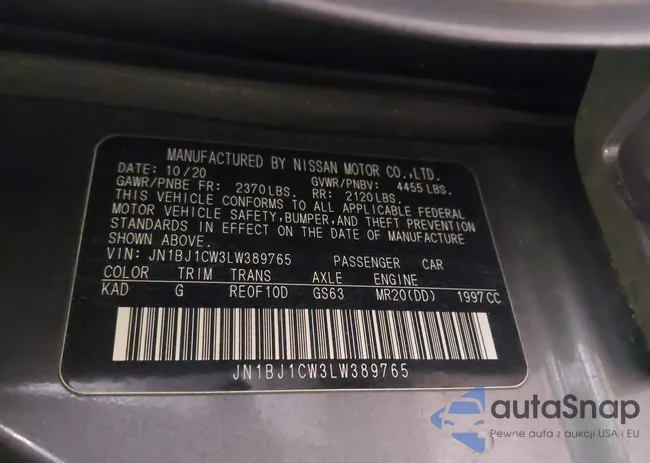 MANUFACTURED BY NISSAN MOTOR CO.,LTD.
DATE: 10/20
GAWR/PNBE FR: 2370LBS. GVWR/PNBV: 4455LBS.
RR: 2120LBS.
THIS VEHICLE CONFORMS TO ALL APPLICABLE FEDERAL
MOTOR VEHICLE SAFETY,BUMPER,AND THEFT PREVENTION
STANDARDS IN EFFECT ON THE DATE OF MANUFACTURE
SHOWN ABOVE.
VIN: JN1BJ1CW3LW389765 PASSENGER CAR
COLOR TRIM TRANS AXLE ENGINE
KAD G RE0F10D GS63 MR20(DD) 1997CC
JN1BJ1CW3LW389765
autaSnap
Pewne auta z aukcji USA i EU